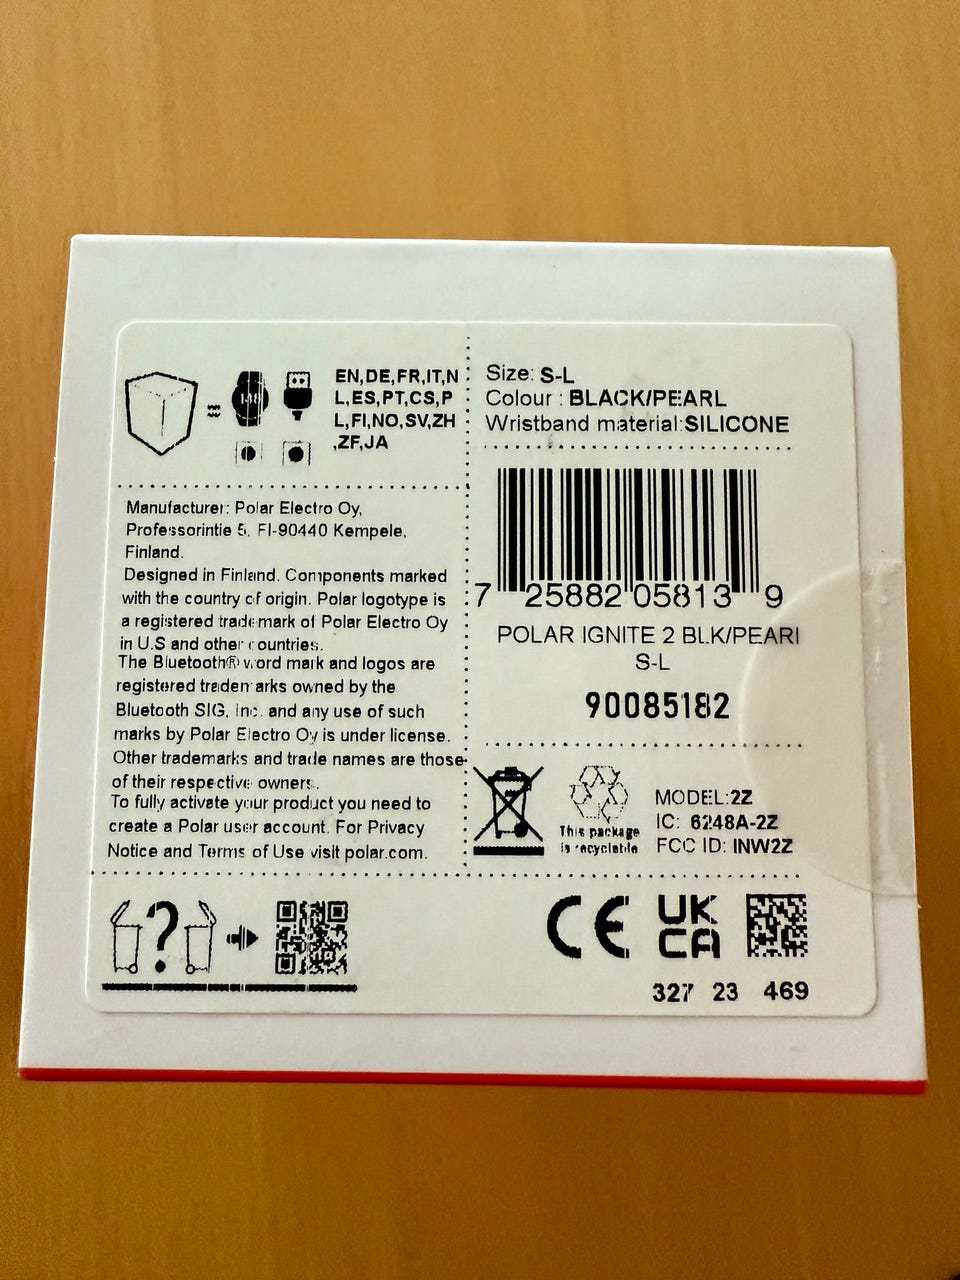 EN,DE,FR,IT,N
L,ES,PT,CS,P
L,FI,NO,SV,ZH
,ZF,JA
Size: S-L
Colour : BLACK/PEARL
Wristband material:SILICONE
Manufacturer: Polar Electro Oy,
Professorintie 5, FI-90440 Kempele,
Finland.
Designed in Finland. Components marked
with the country of origin. Polar logotype is
a registered trademark of Polar Electro Oy
in U.S and other countries.
The Bluetooth® word mark and logos are
registered trademarks owned by the
Bluetooth SIG, Inc. and any use of such
marks by Polar Electro Oy is under license.
Other trademarks and trade names are those
of their respective owners.
To fully activate your product you need to
create a Polar user account. For Privacy
Notice and Terms of Use visit polar.com.
7 25882 05813 9
POLAR IGNITE 2 BLK/PEARl
S-L
90085182
This package
is recyclable
MODEL:2Z
IC: 6248A-2Z
FCC ID: INW2Z
?
CE
UK
CA
327 23 469